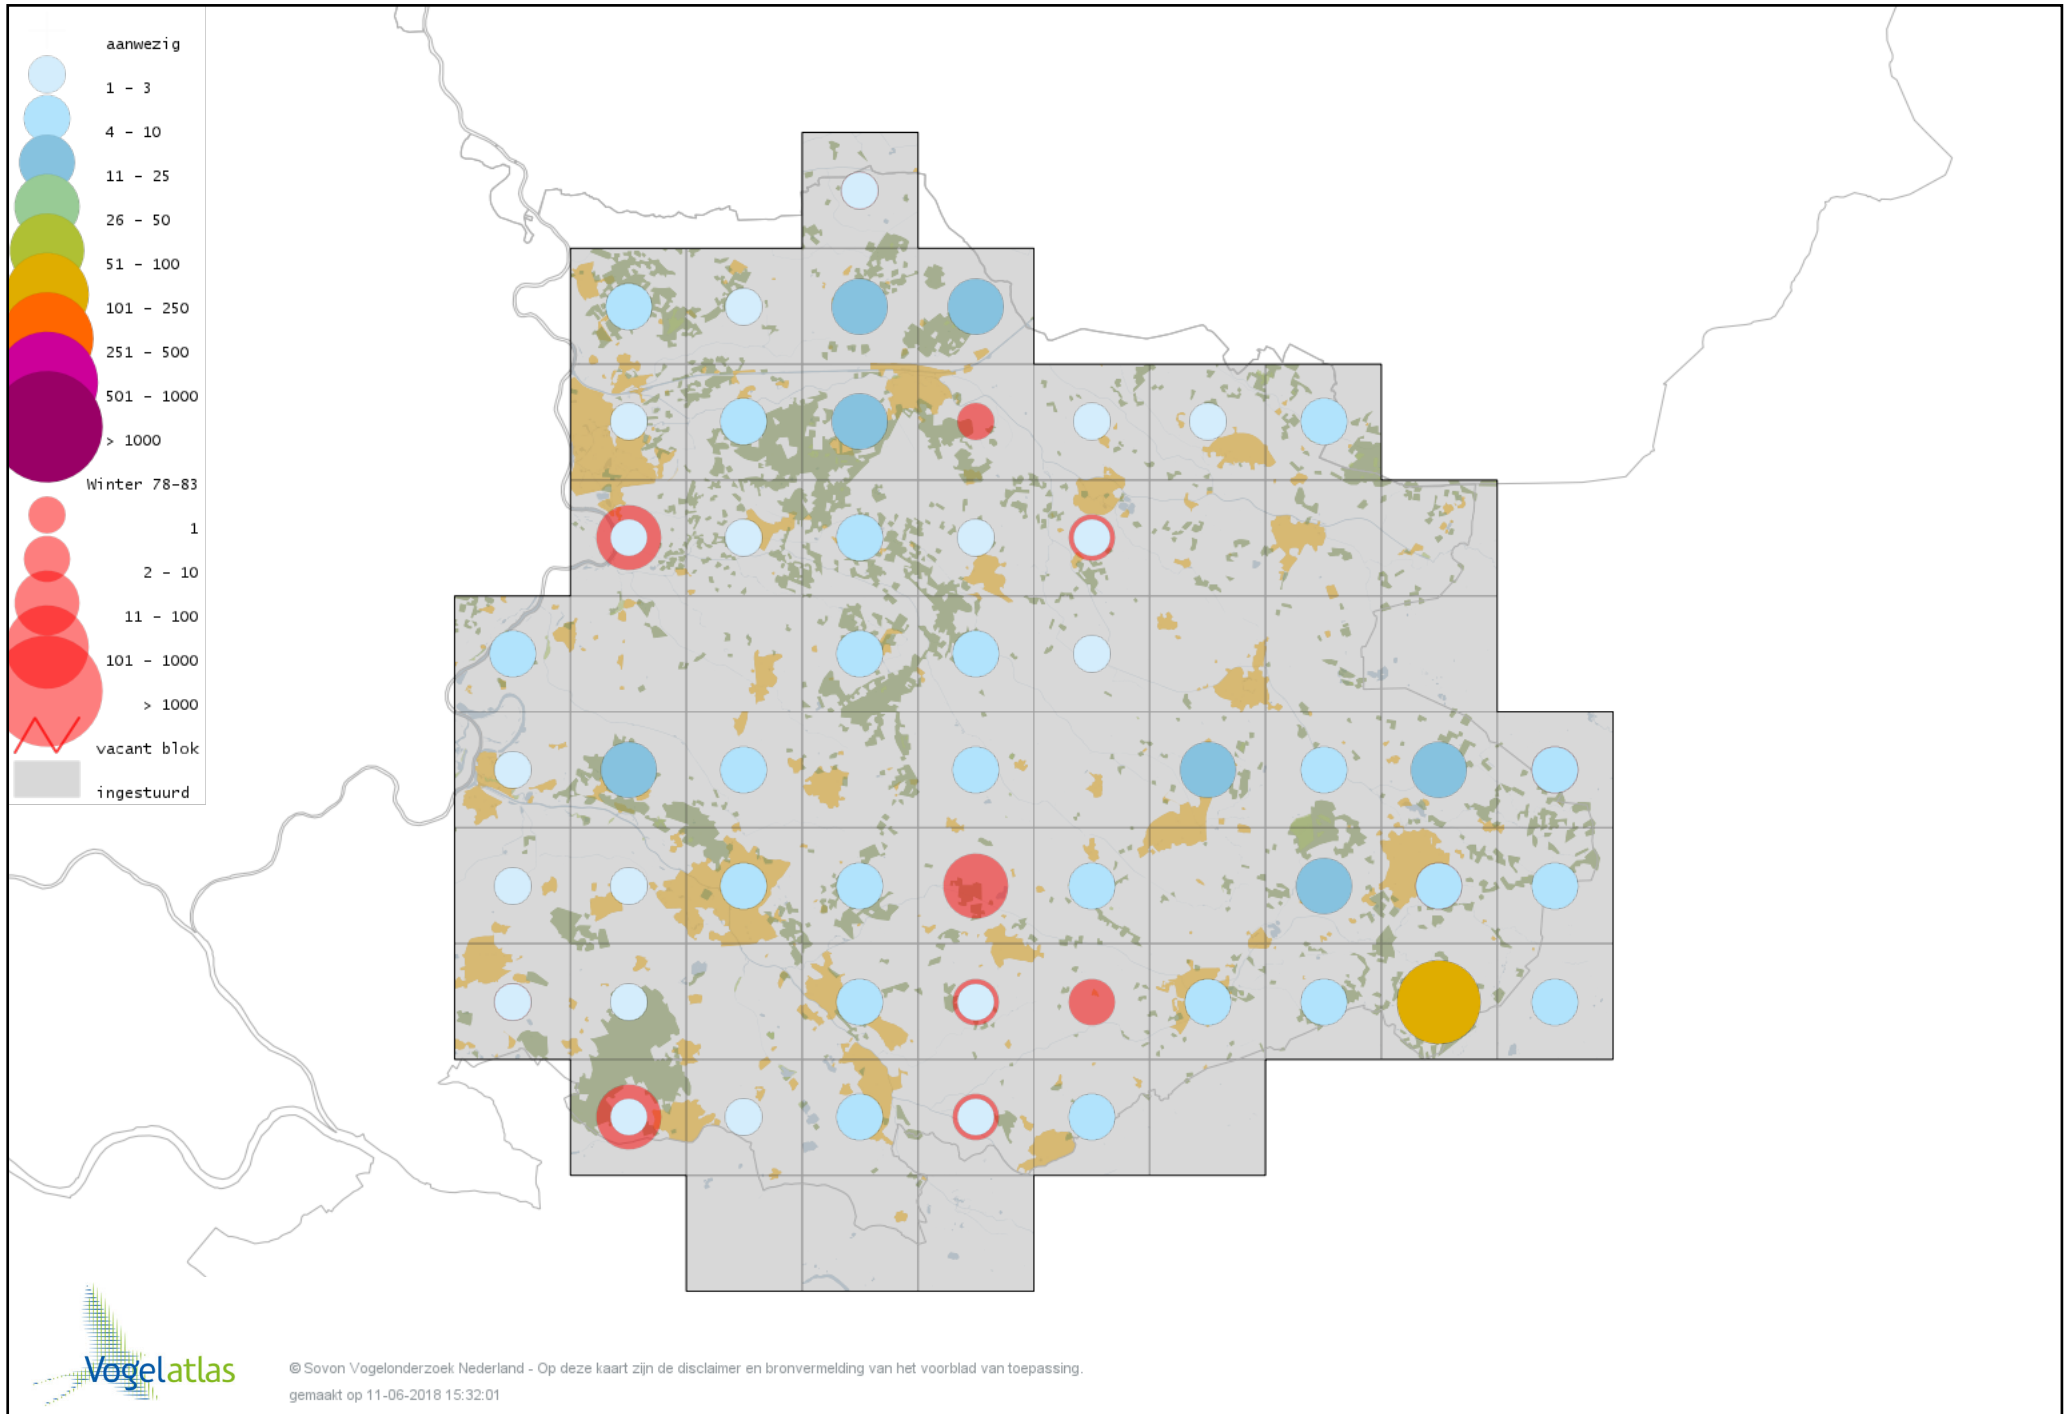 aanwezig
1 – 3
4 – 10
11 – 25
26 – 50
51 – 100
101 – 250
251 – 500
501 – 1000
> 1000
Winter 78-83
1
2 – 10
11 – 100
101 – 1000
> 1000
vacant blok
ingestuurd
Vogelatlas
© Sovon Vogelonderzoek Nederland - Op deze kaart zijn de disclaimer en bronvermelding van het voorblad van toepassing.
gemaakt op 11-06-2018 15:32:01